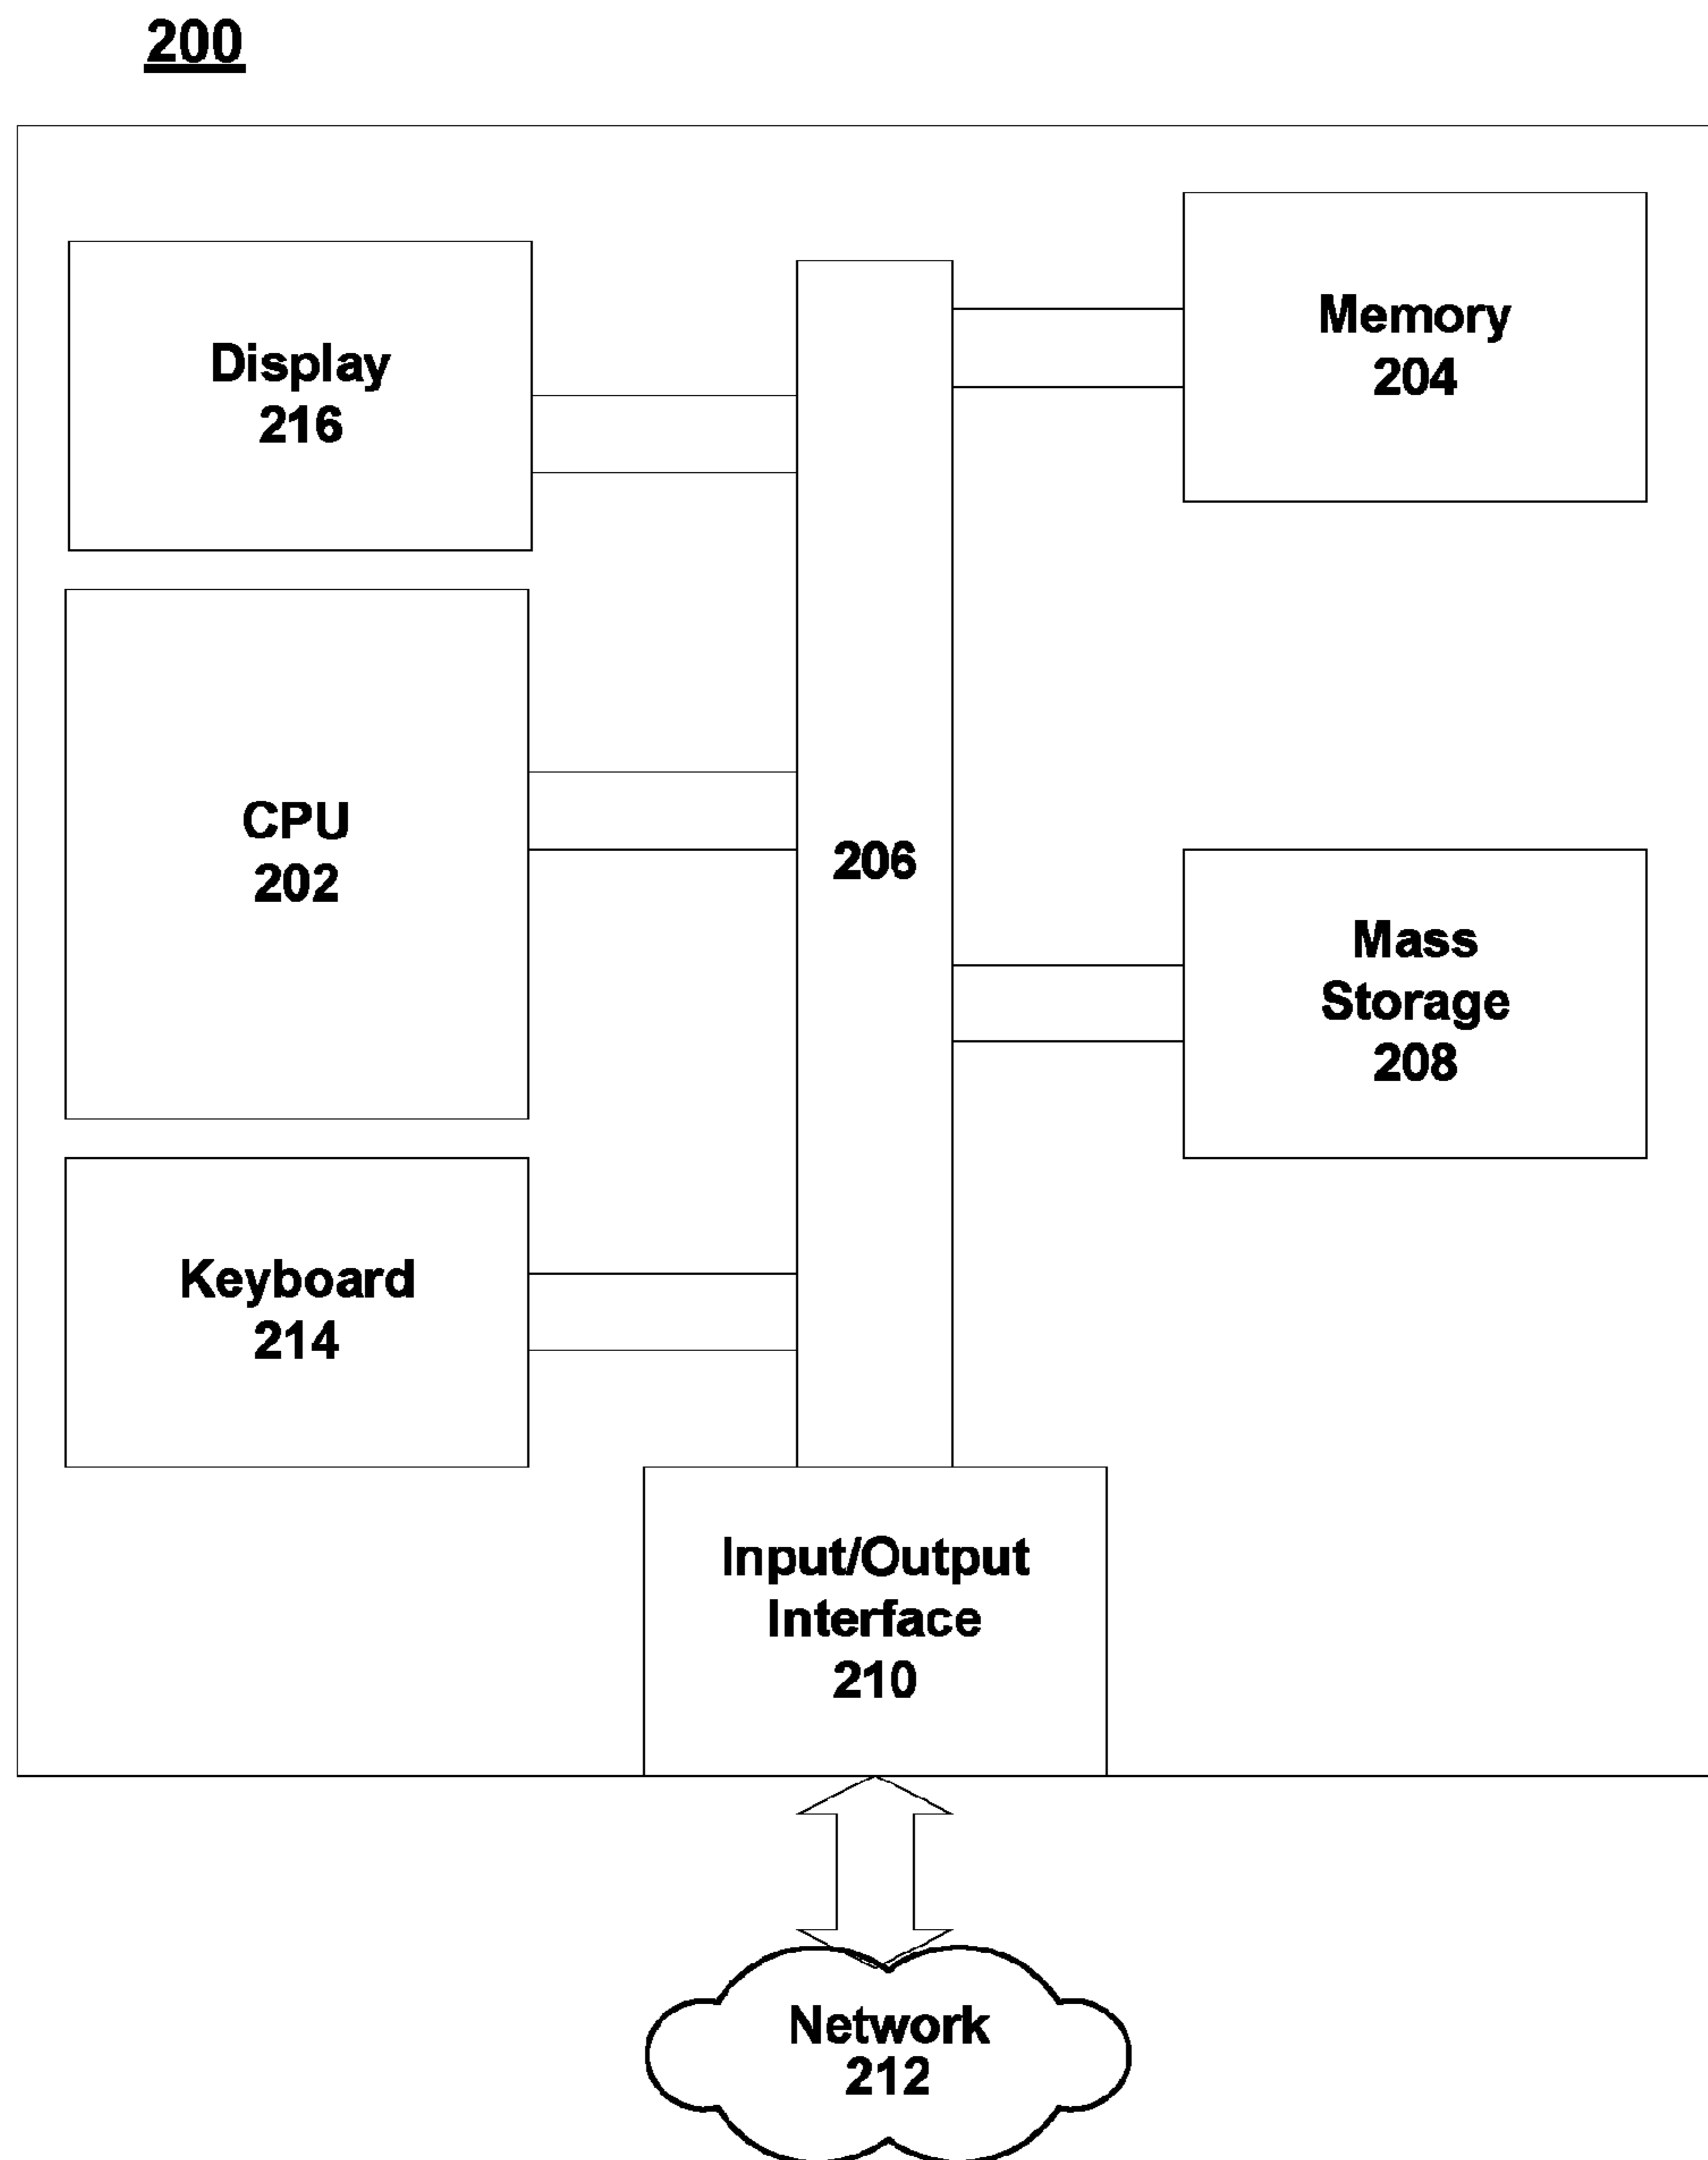 200
Display
216
Memory
204
CPU
202
206
Mass
Storage
208
Keyboard
214
Input/Output
Interface
210
Network
212